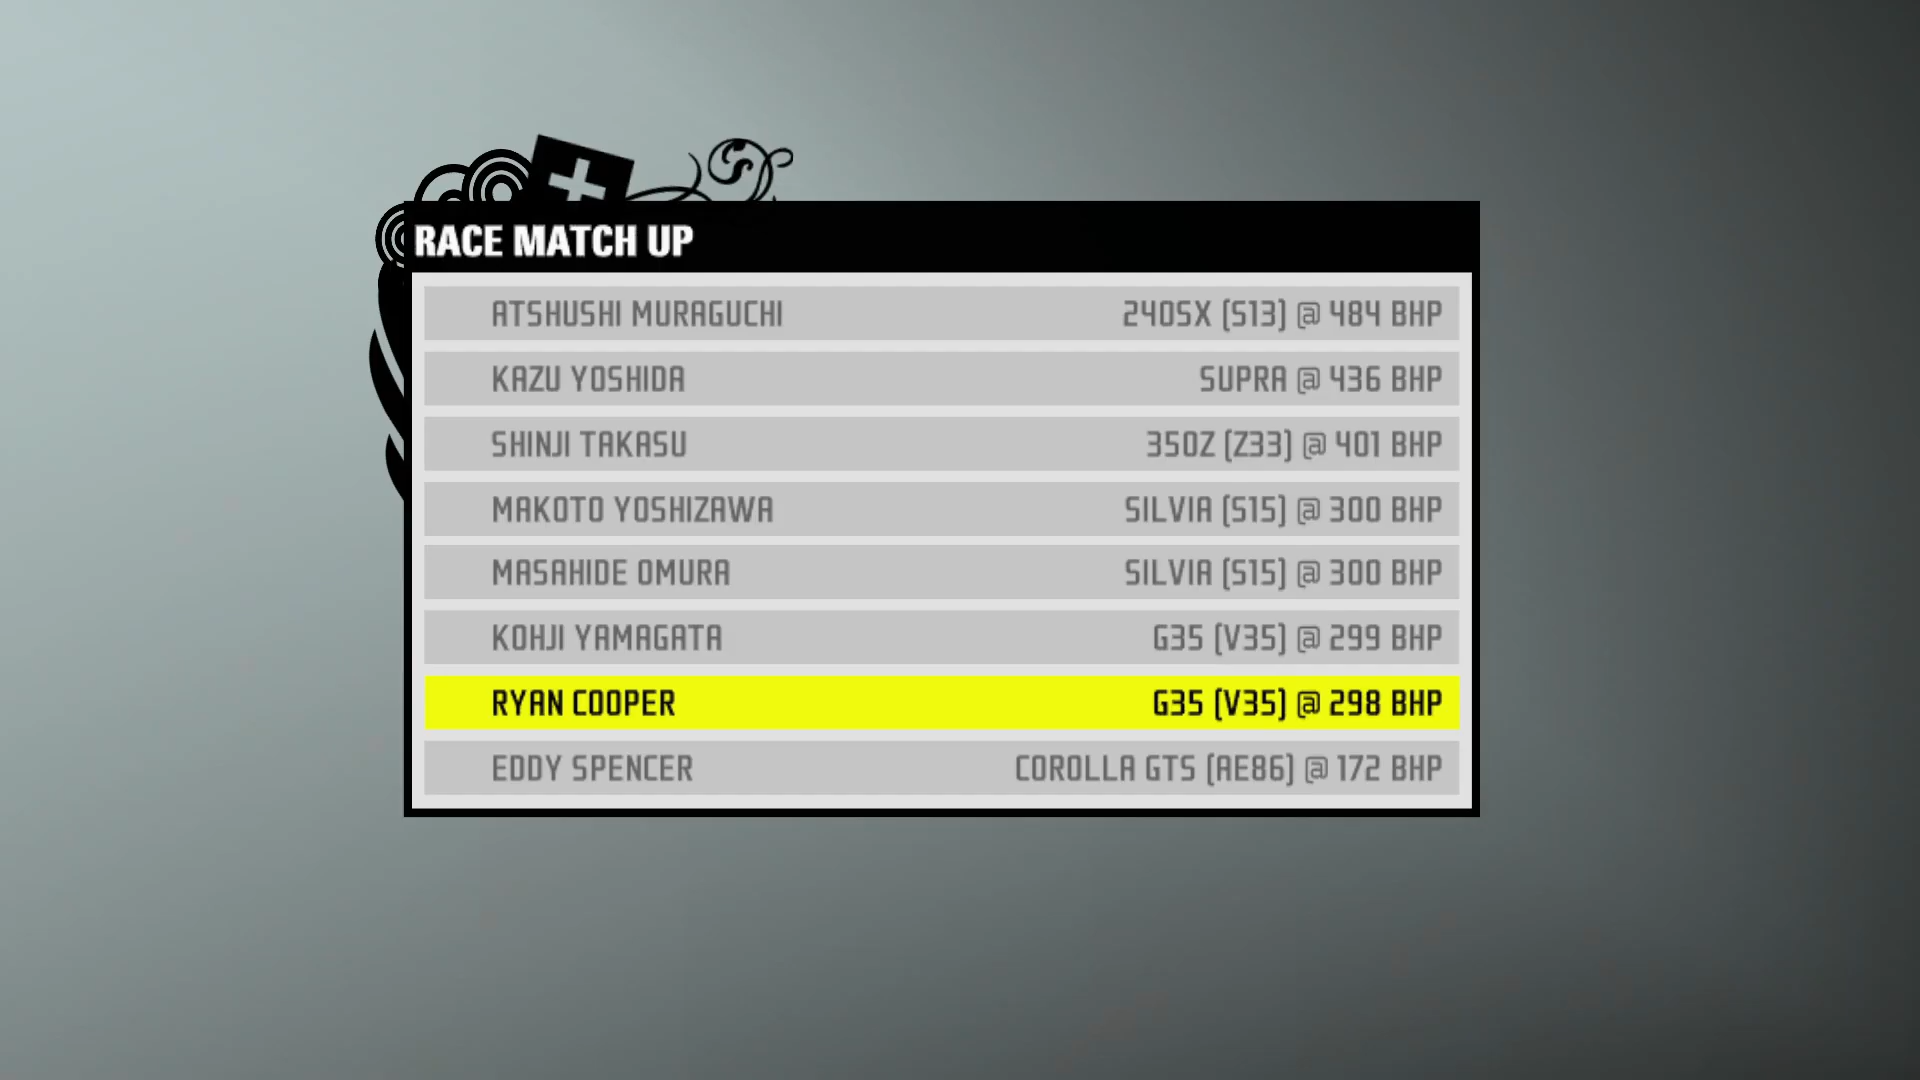 RACE MATCH UP
ATSHUSHI MURAGUCHI 240SX (S13) @ 484 BHP
KAZU YOSHIDA SUPRA @ 436 BHP
SHINJI TAKASU 350Z (Z33) @ 401 BHP
MAKOTO YOSHIZAWA SILVIA (S15) @ 300 BHP
MASAHIDE OMURA SILVIA (S15) @ 300 BHP
KOHJI YAMAGATA G35 (V35) @ 299 BHP
RYAN COOPER G35 (V35) @ 298 BHP
EDDY SPENCER COROLLA GTS (AE86) @ 172 BHP